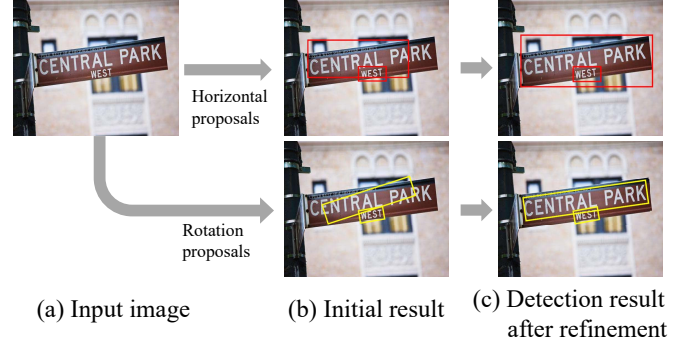 CENTRAL PARK
WEST
Horizontal
proposals
CENTRAL PARK
WEST
CENTRAL PARK
WEST
Rotation
proposals
CENTRAL PARK
WEST
CENTRAL PARK
WEST
(a) Input image
(b) Initial result
(c) Detection result
after refinement